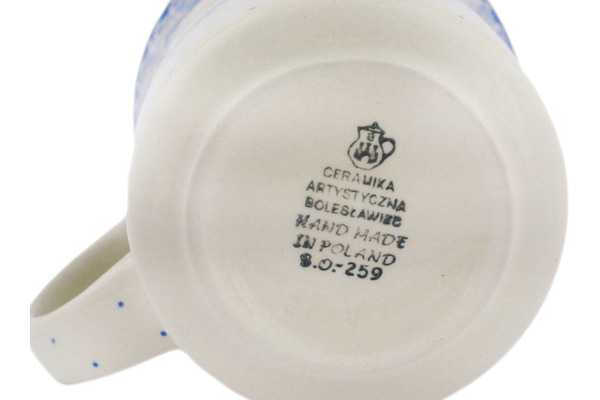 CERAMIKA
ARTYSTYCZNA
BOLESŁAWIEC
HAND MADE
IN POLAND
B.O.-259